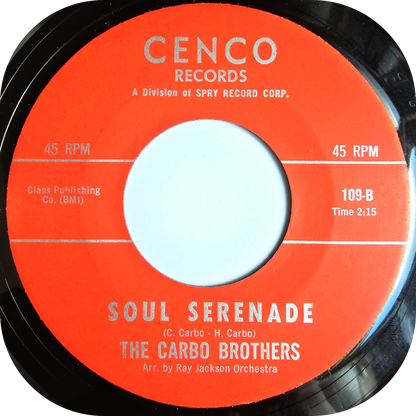 CENCO
RECORDS
A Division of SPRY RECORD CORP.
45 RPM
45 RPM
Class Publishing
Co. (BMI)
109-B
Time 2:15
SOUL SERENADE
(C. Carbo - H. Carbo)
THE CARBO BROTHERS
Arr. by Ray Jackson Orchestra